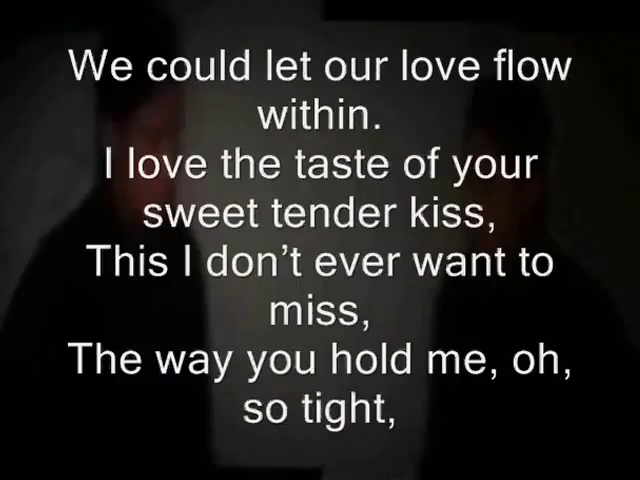 We could let our love flow
within.
I love the taste of your
sweet tender kiss,
This I don’t ever want to
miss,
The way you hold me, oh,
so tight,